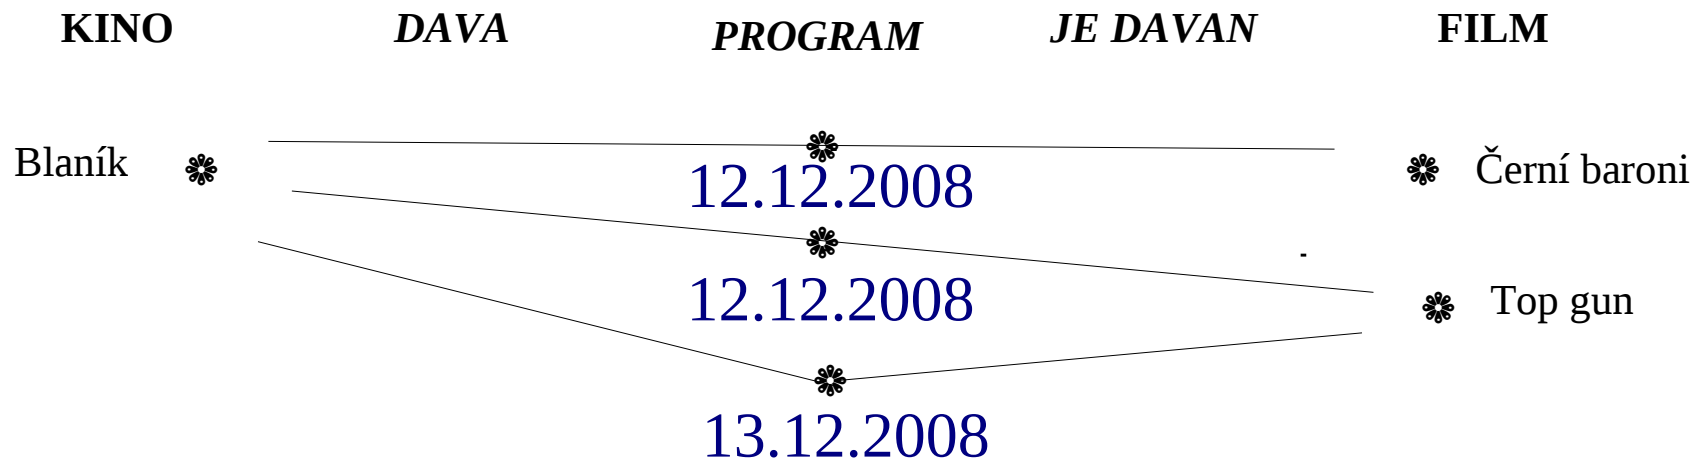 KINO DAVA PROGRAM JE DAVAN FILM
Blaník Černí baroni
12.12.2008
12.12.2008 Top gun
13.12.2008